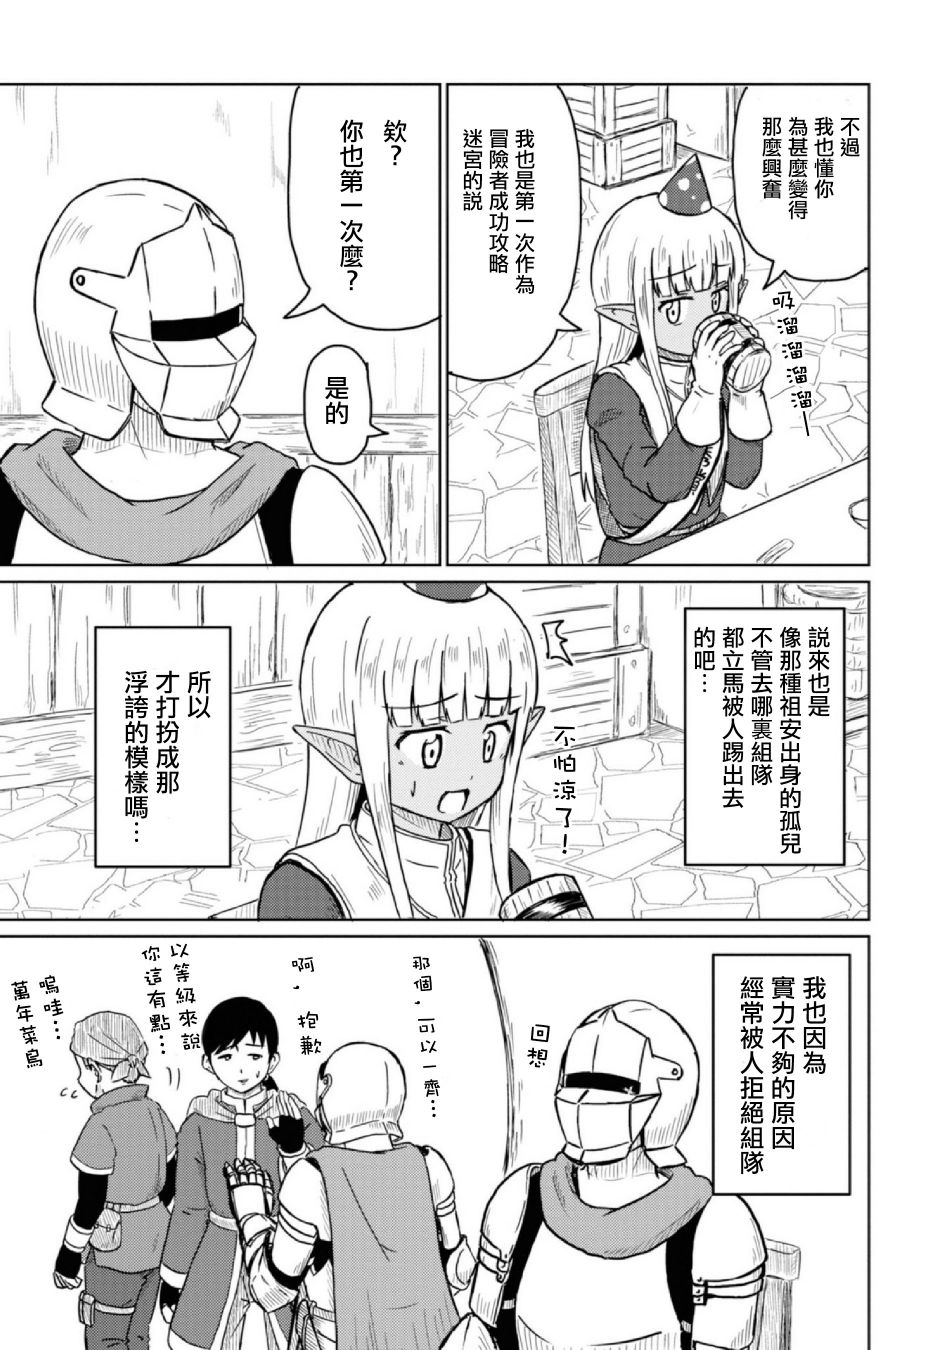 不過
我也懂你
為甚麼變得
那麼興奮
我也是第一次作為
冒險者成功攻略
迷宮的説
吸溜溜溜溜—
欸？
你也第一次麼？
是的
説來也是
像那種祖安出身的孤兒
不管去哪裏組隊
都立馬被人踢出去
的吧…
不怕涼了！
所以
才打扮成那
浮誇的模樣嗎…
我也因為
實力不夠的原因
經常被人拒絕組隊
回想
那個，可以一齊…
啊，抱歉
以等級來說
你這有點…
嗚哇…
萬年菜鳥